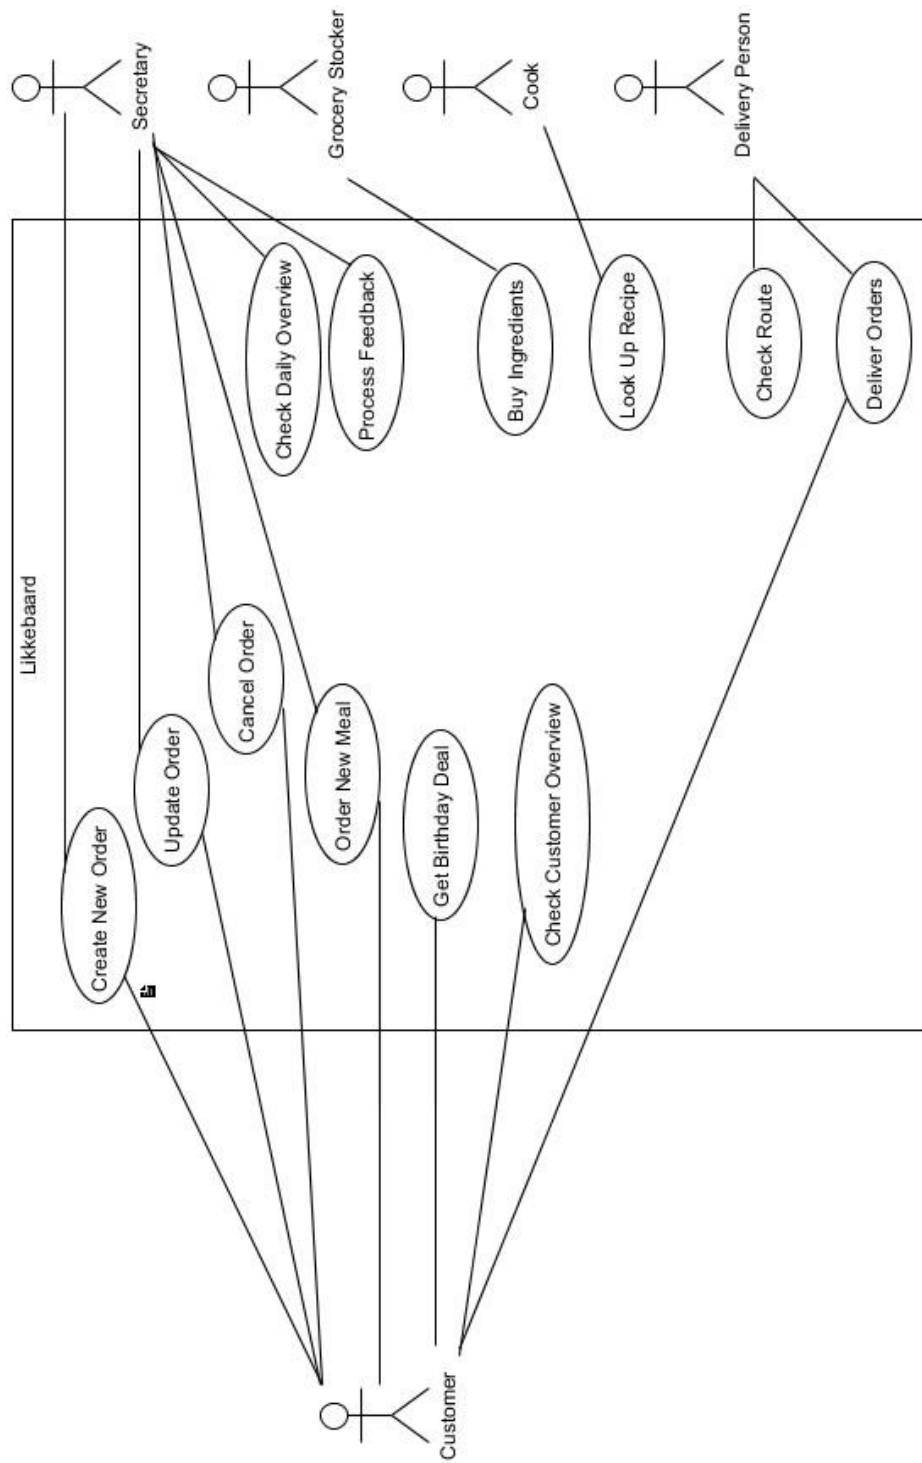 Likkebaard
Customer
Create New Order
Update Order
Cancel Order
Order New Meal
Get Birthday Deal
Check Customer Overview
Check Daily Overview
Process Feedback
Buy Ingredients
Look Up Recipe
Check Route
Deliver Orders
Secretary
Grocery Stocker
Cook
Delivery Person